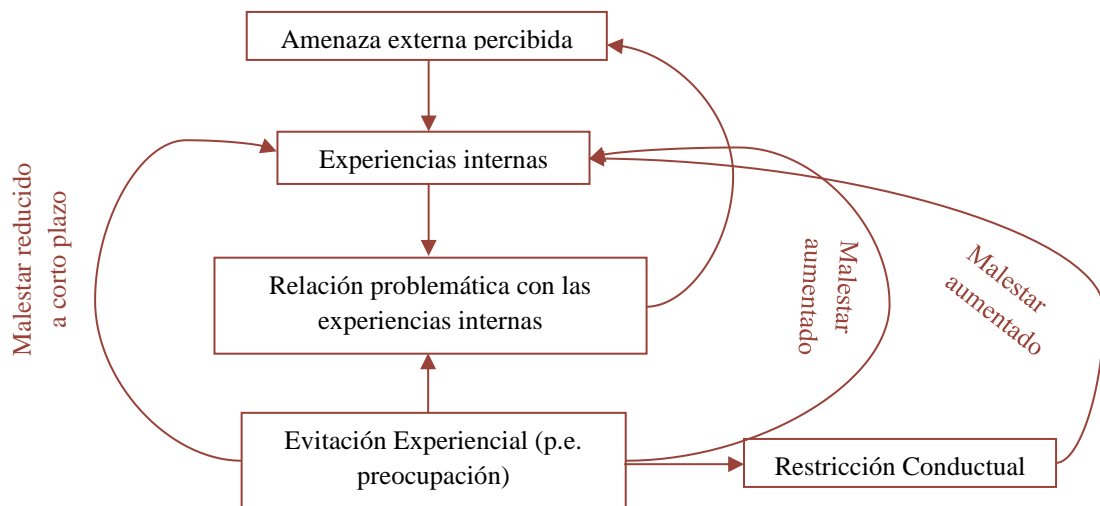 Amenaza externa percibida
Experiencias internas
Relación problemática con las
experiencias internas
Evitación Experiencial (p.e.
preocupación)
Restricción Conductual
Malestar reducido
a corto plazo
Malestar
aumentado
Malestar
aumentado